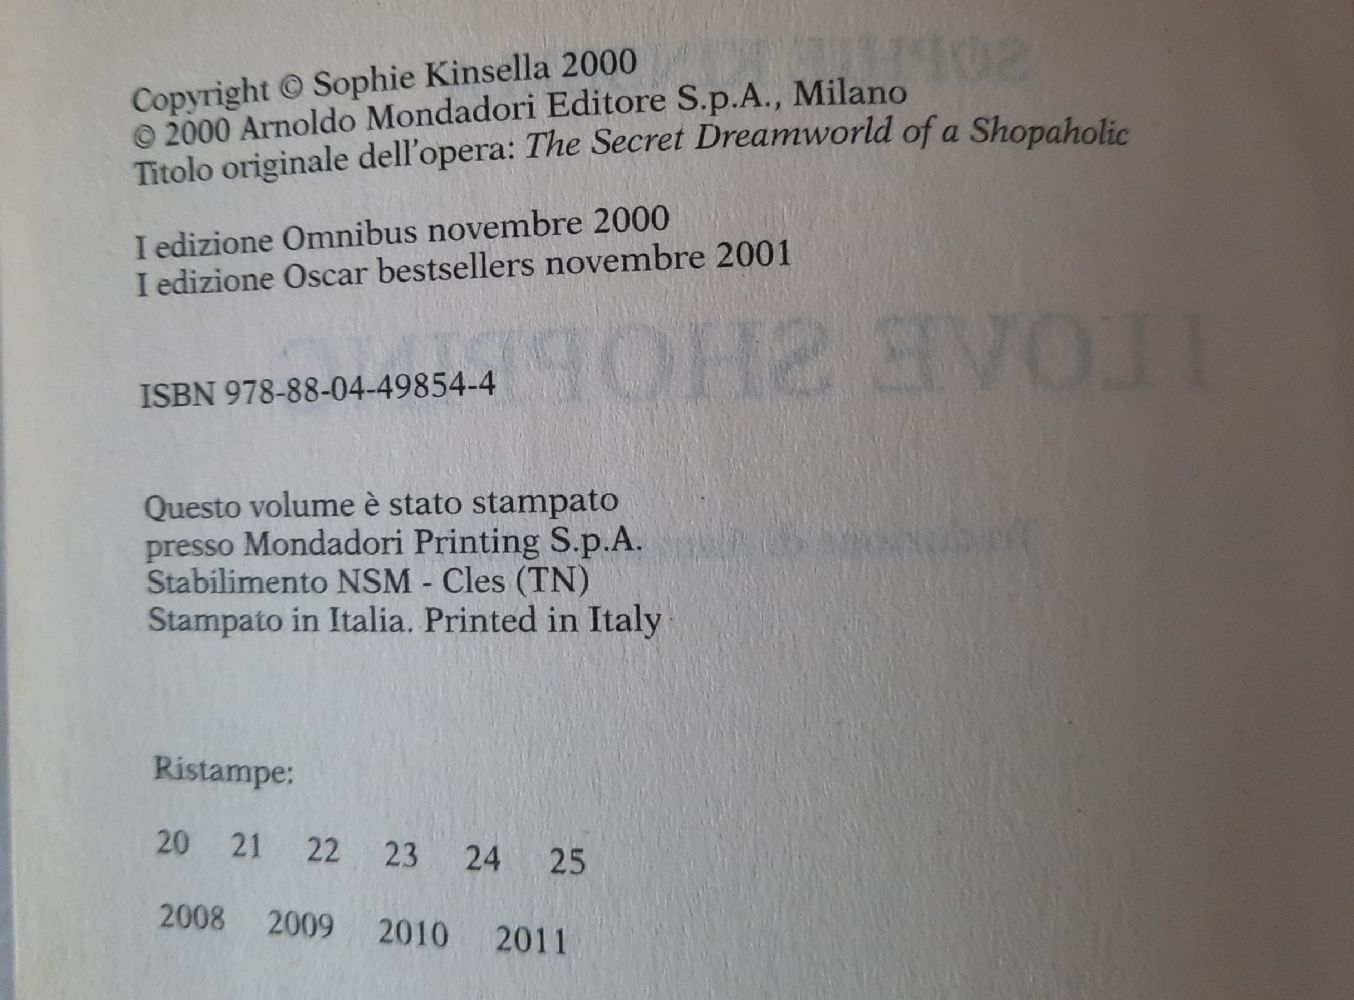 Copyright © Sophie Kinsella 2000
© 2000 Arnoldo Mondadori Editore S.p.A., Milano
Titolo originale dell'opera: The Secret Dreamworld of a Shopaholic
I edizione Omnibus novembre 2000
I edizione Oscar bestsellers novembre 2001
I LOVE SHOPPING
ISBN 978-88-04-49854-4
Questo volume è stato stampato
presso Mondadori Printing S.p.A.
Stabilimento NSM - Cles (TN)
Stampato in Italia. Printed in Italy
Ristampe:
20 21 22 23 24 25
2008 2009 2010 2011